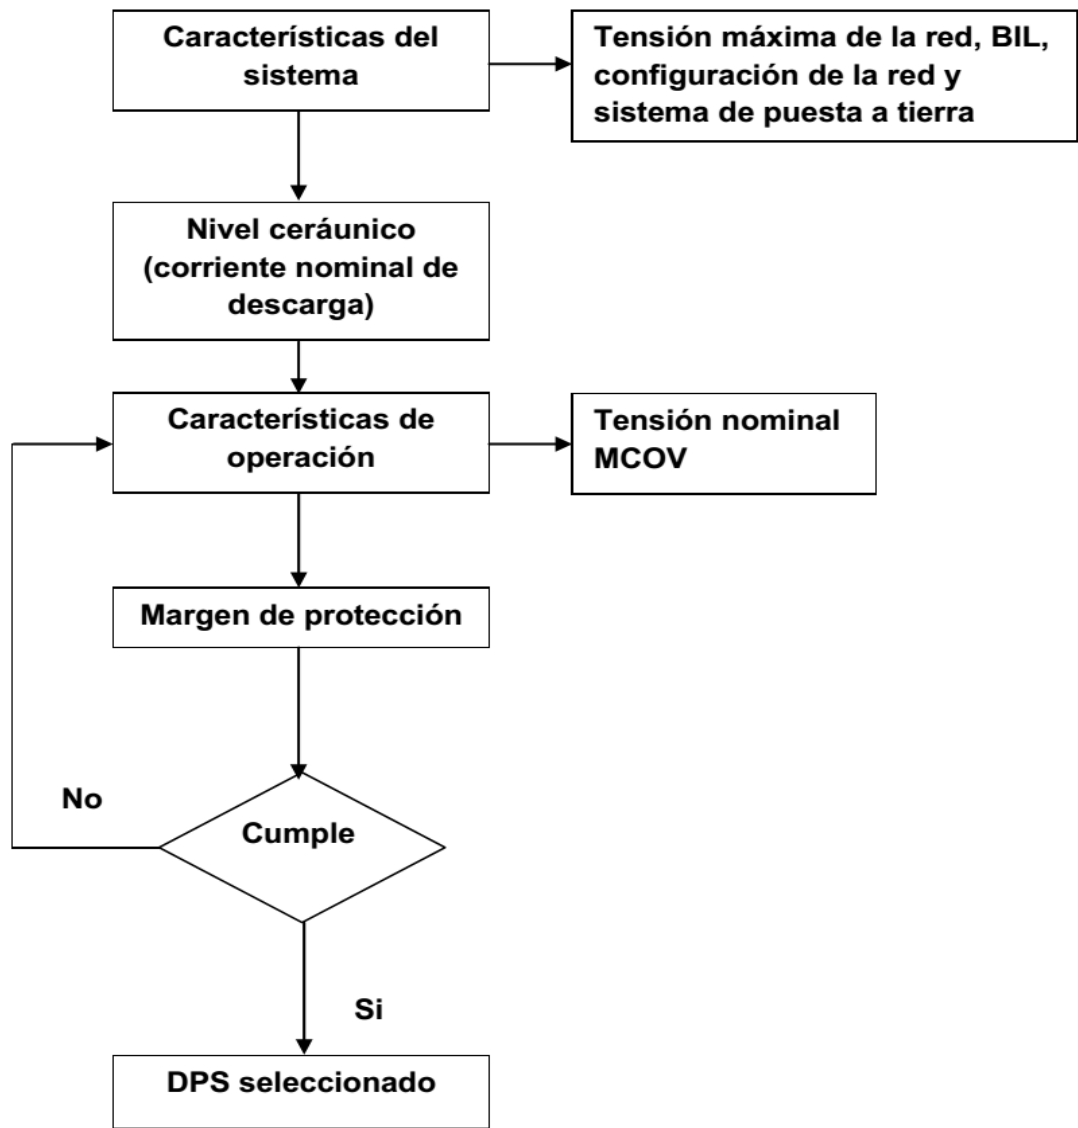 Características del
sistema
Tensión máxima de la red, BIL,
configuración de la red y
sistema de puesta a tierra
Nivel ceráunico
(corriente nominal de
descarga)
Características de
operación
Tensión nominal
MCOV
Margen de protección
No
Cumple
Si
DPS seleccionado